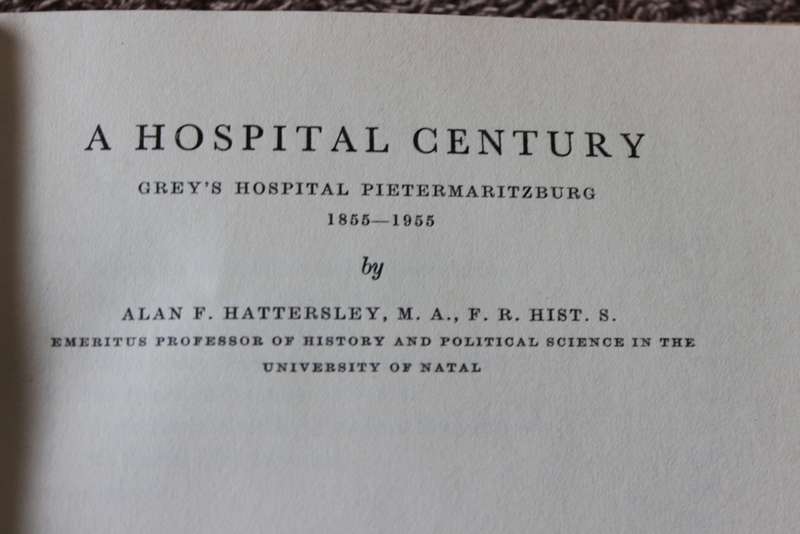 A HOSPITAL CENTURY
GREY'S HOSPITAL PIETERMARITZBURG
1855—1955
by
ALAN F. HATTERSLEY, M. A., F. R. HIST. S.
EMERITUS PROFESSOR OF HISTORY AND POLITICAL SCIENCE IN THE
UNIVERSITY OF NATAL